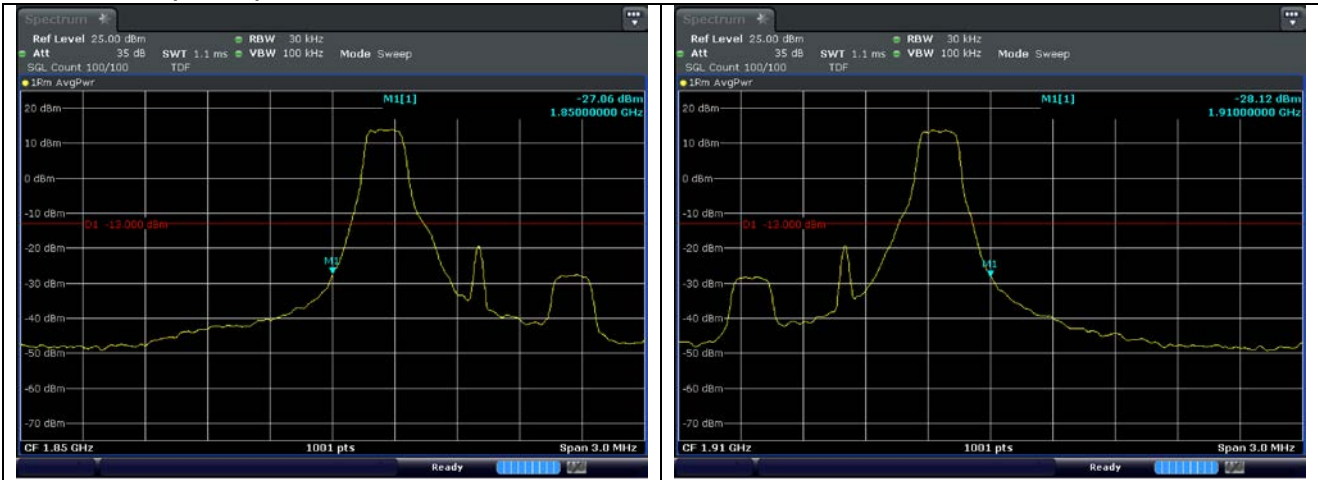 Spectrum
Ref Level 25.00 dBm RBW 30 kHz
Att 35 dB SWT 1.1 ms VBW 100 kHz Mode Sweep
SGL Count 100/100 TDF
1Rm AvgPwr
M1[1] -27.06 dBm
1.85000000 GHz
20 dBm
10 dBm
0 dBm
-10 dBm
D1 -13.000 dBm
-20 dBm
M1
-30 dBm
-40 dBm
-50 dBm
-60 dBm
-70 dBm
CF 1.85 GHz 1001 pts Span 3.0 MHz
Ready
Spectrum
Ref Level 25.00 dBm RBW 30 kHz
Att 35 dB SWT 1.1 ms VBW 100 kHz Mode Sweep
SGL Count 100/100 TDF
1Rm AvgPwr
M1[1] -28.12 dBm
1.91000000 GHz
20 dBm
10 dBm
0 dBm
-10 dBm
D1 -13.000 dBm
-20 dBm
M1
-30 dBm
-40 dBm
-50 dBm
-60 dBm
-70 dBm
CF 1.91 GHz 1001 pts Span 3.0 MHz
Ready